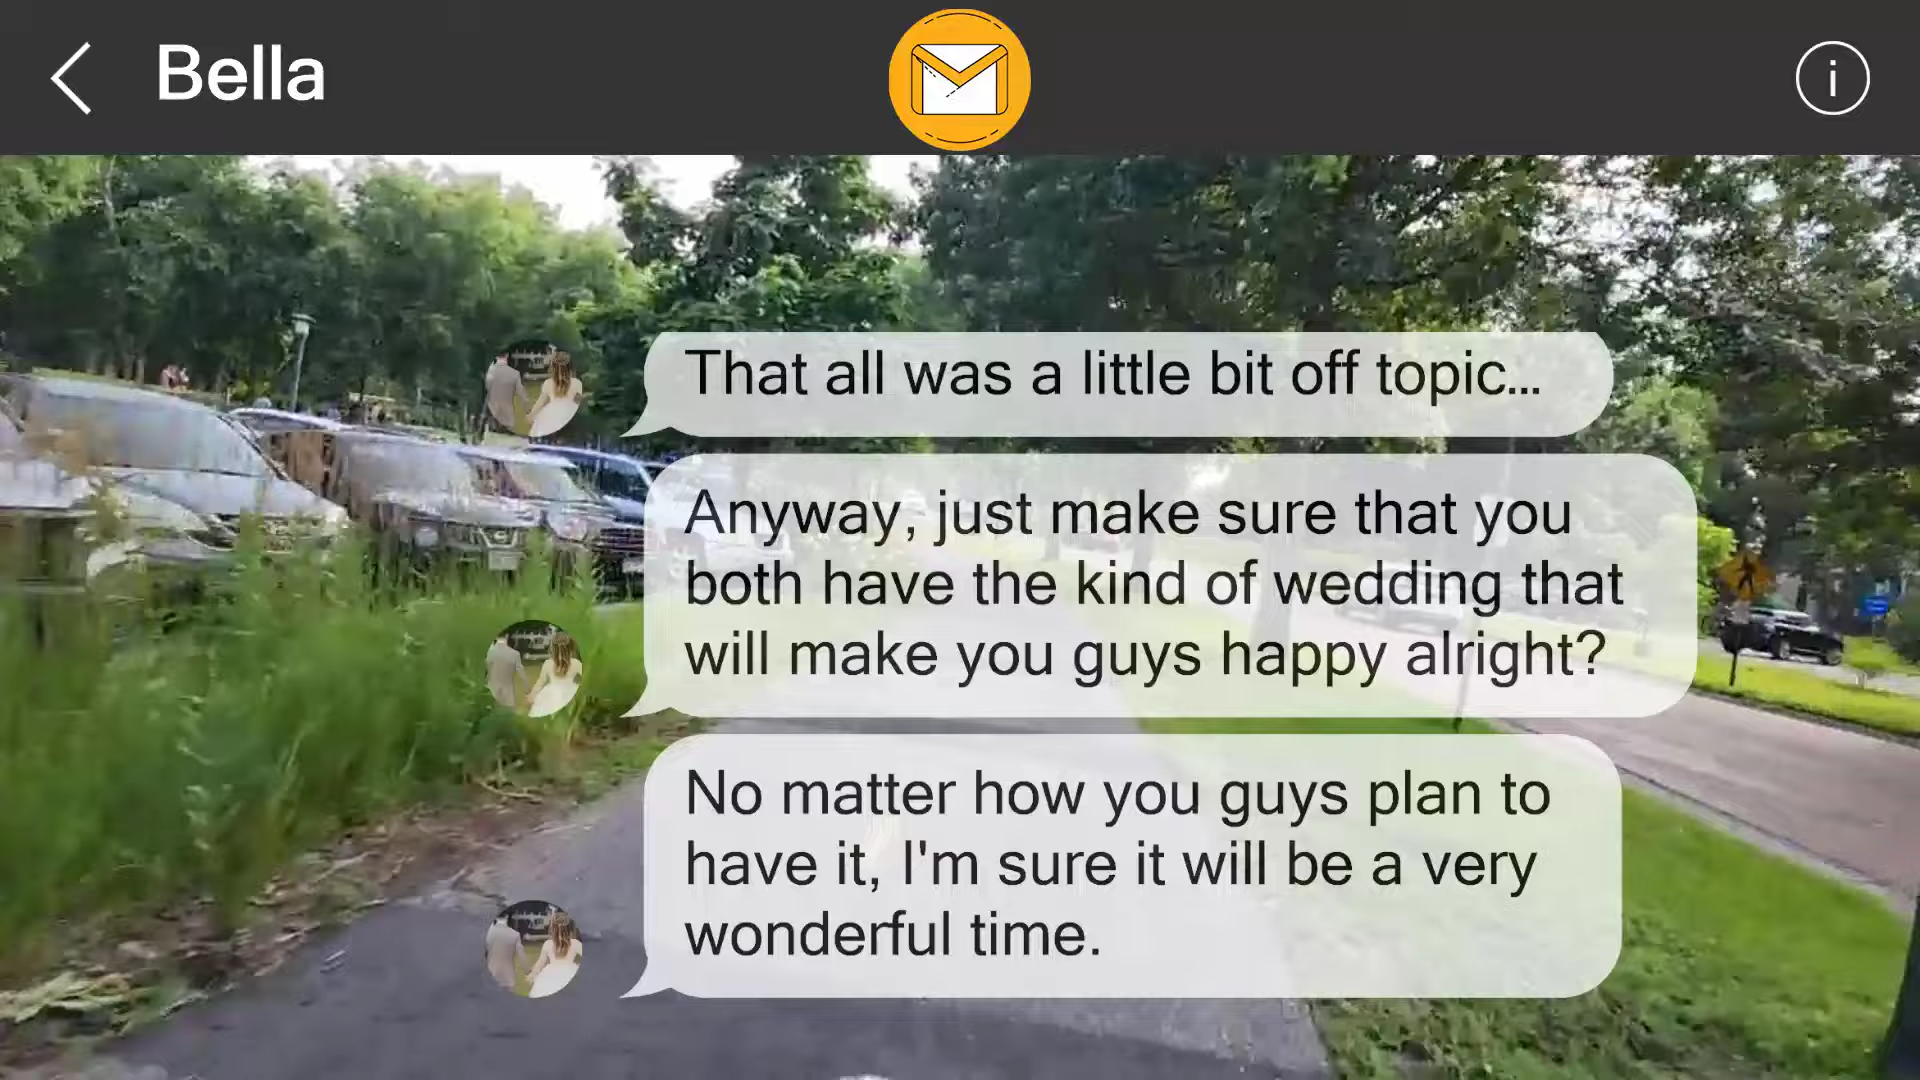 Bella
i
That all was a little bit off topic...
Anyway, just make sure that you
both have the kind of wedding that
will make you guys happy alright?
No matter how you guys plan to
have it, I'm sure it will be a very
wonderful time.